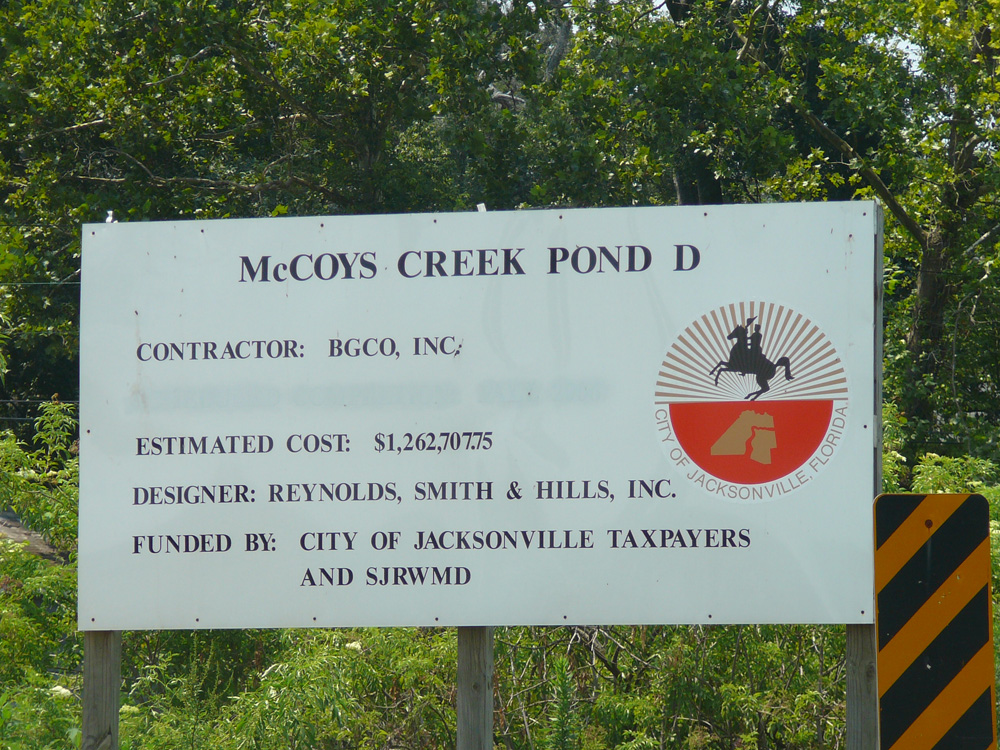 McCOYS CREEK POND D
CONTRACTOR: BGCO, INC.
ESTIMATED COST: $1,262,707.75
DESIGNER: REYNOLDS, SMITH & HILLS, INC.
FUNDED BY: CITY OF JACKSONVILLE TAXPAYERS
AND SJRWMD
CITY OF JACKSONVILLE, FLORIDA